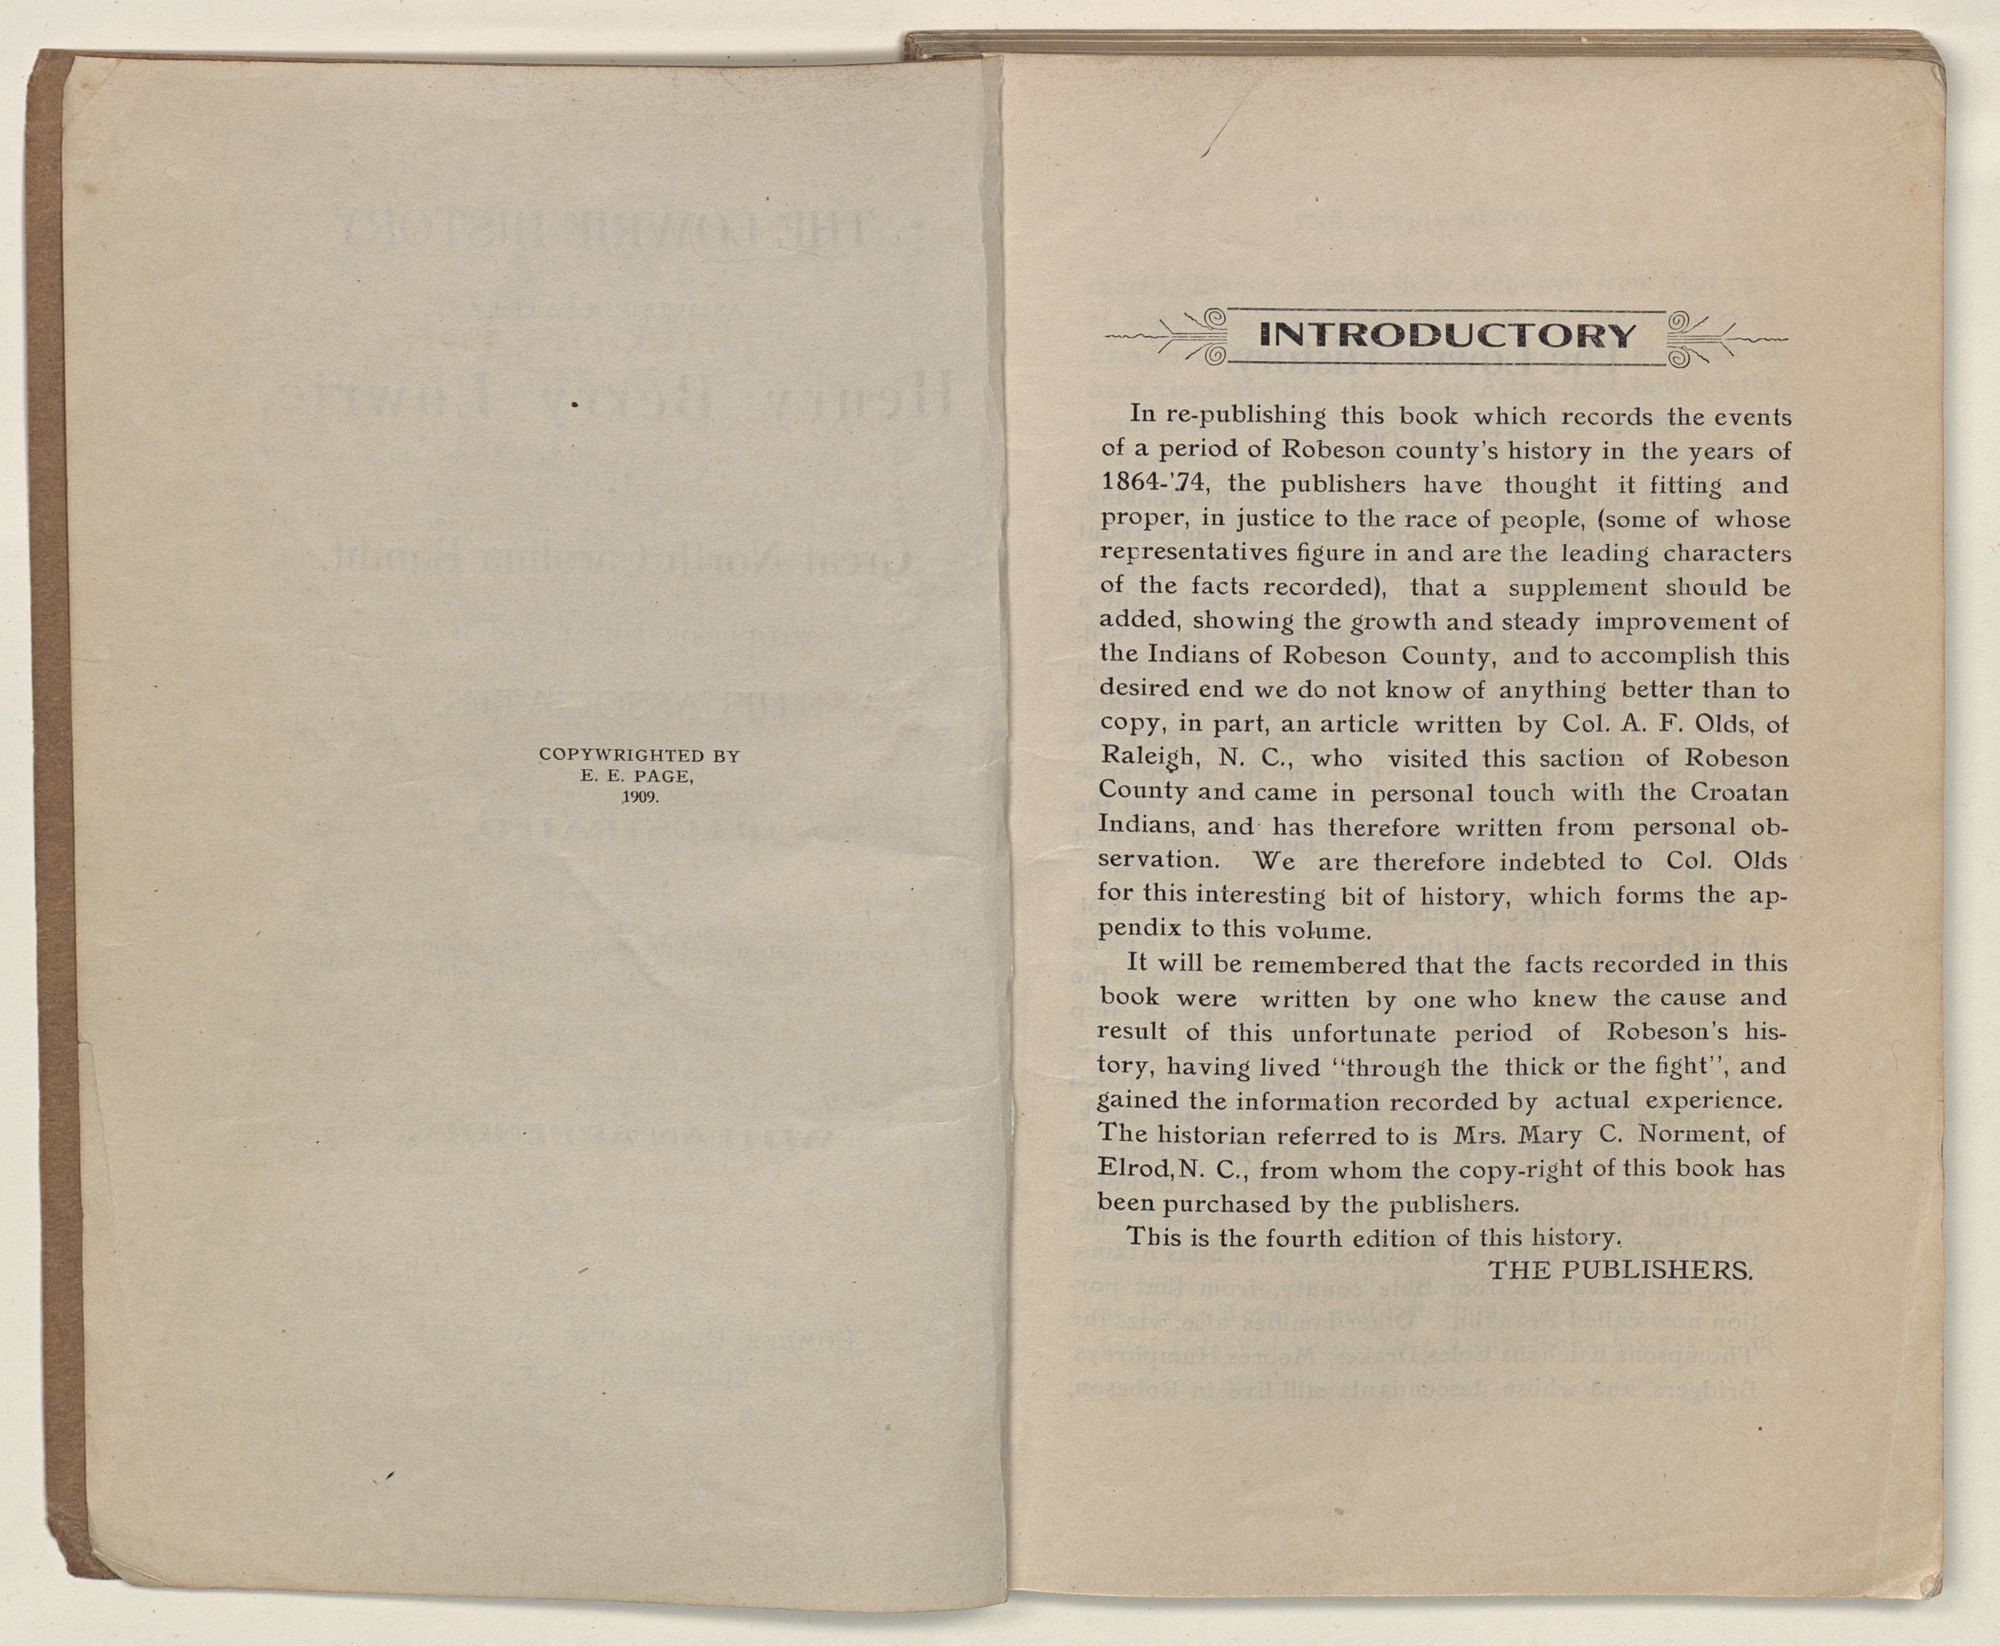 COPYWRIGHTED BY
E. E. PAGE,
1909.
INTRODUCTORY
In re-publishing this book which records the events
of a period of Robeson county's history in the years of
1864-'74, the publishers have thought it fitting and
proper, in justice to the race of people, (some of whose
representatives figure in and are the leading characters
of the facts recorded), that a supplement should be
added, showing the growth and steady improvement of
the Indians of Robeson County, and to accomplish this
desired end we do not know of anything better than to
copy, in part, an article written by Col. A. F. Olds, of
Raleigh, N. C., who visited this saction of Robeson
County and came in personal touch with the Croatan
Indians, and has therefore written from personal ob-
servation. We are therefore indebted to Col. Olds
for this interesting bit of history, which forms the ap-
pendix to this volume.
It will be remembered that the facts recorded in this
book were written by one who knew the cause and
result of this unfortunate period of Robeson's his-
tory, having lived "through the thick or the fight", and
gained the information recorded by actual experience.
The historian referred to is Mrs. Mary C. Norment, of
Elrod, N. C., from whom the copy-right of this book has
been purchased by the publishers.
This is the fourth edition of this history.
THE PUBLISHERS.